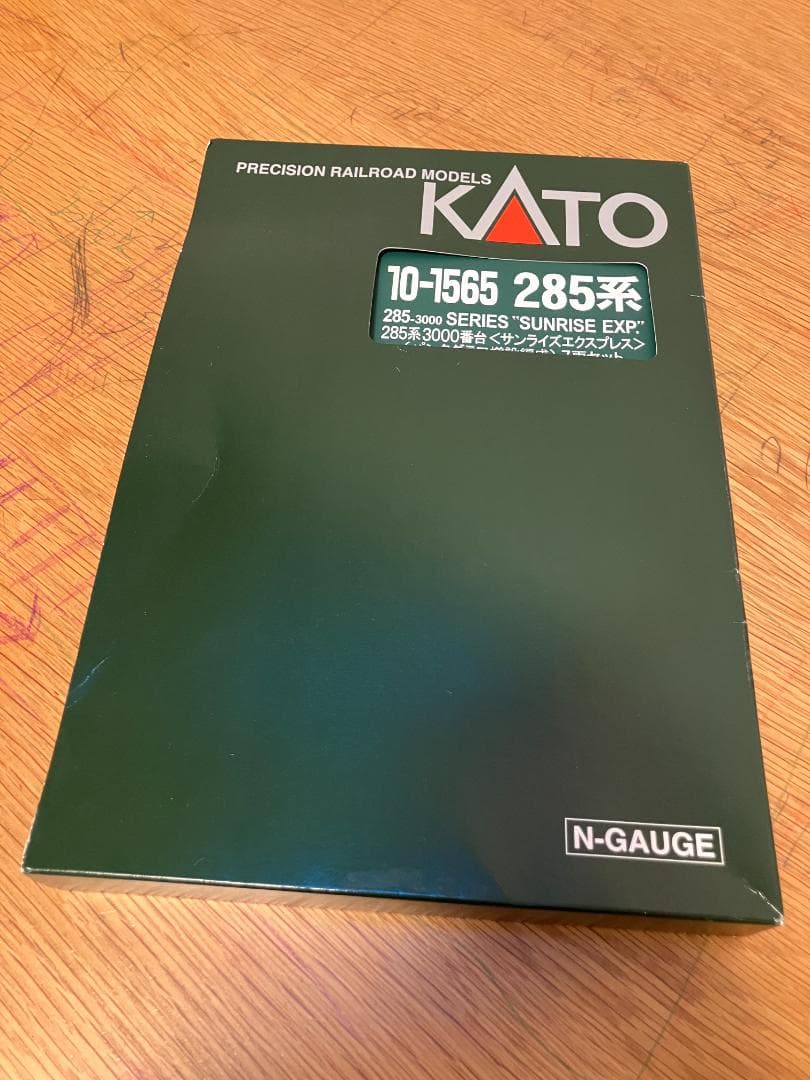 PRECISION RAILROAD MODELS
KATO
10-1565 285系
285-3000 SERIES "SUNRISE EXP."
285系3000番台〈サンライズエクスプレス〉
N-GAUGE